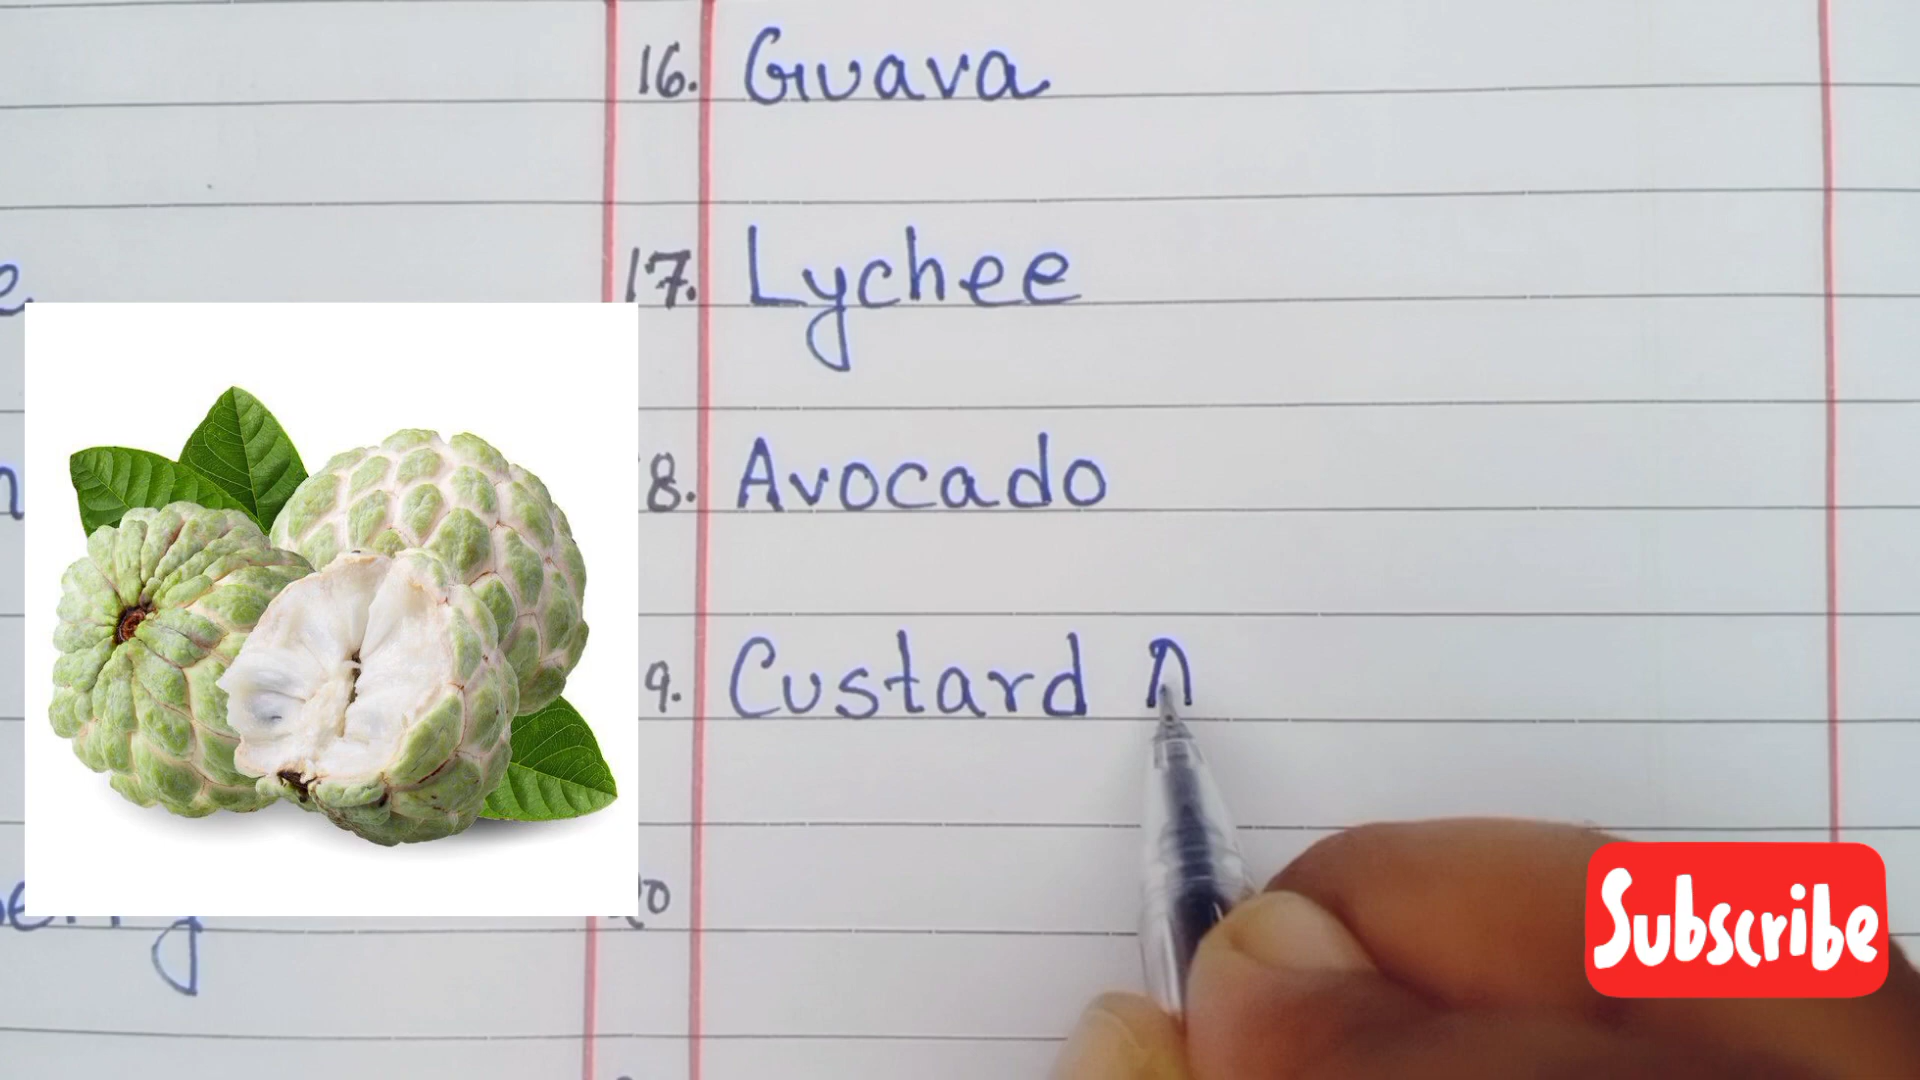 16. Guava
17. Lychee
8. Avocado
9. Custard A
Subscribe